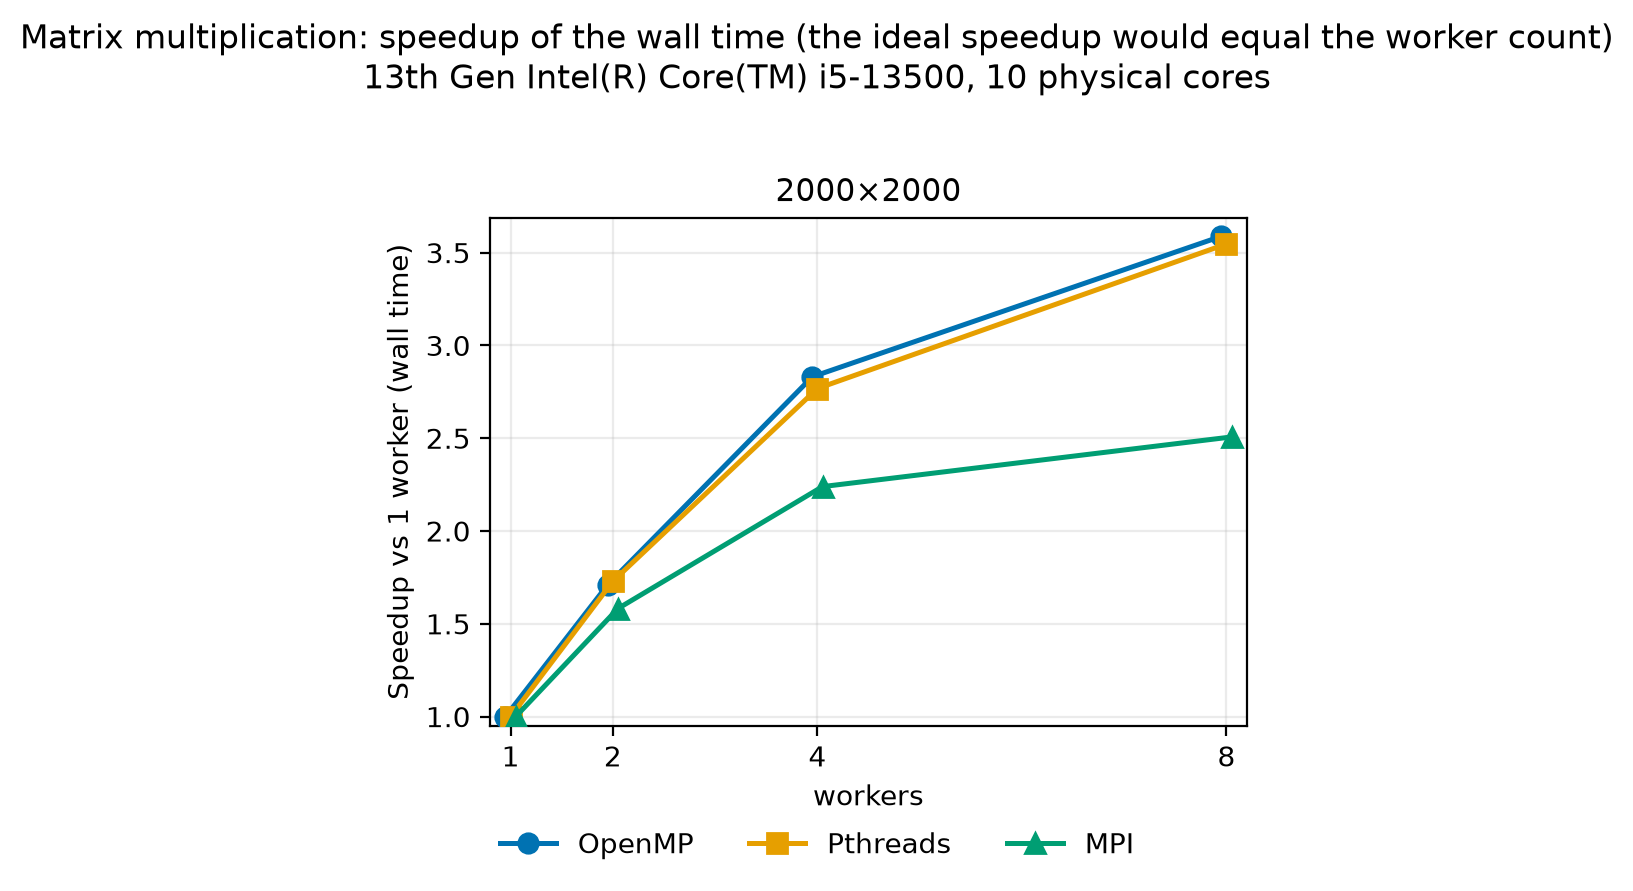 Matrix multiplication: speedup of the wall time (the ideal speedup would equal the worker count)
13th Gen Intel(R) Core(TM) i5-13500, 10 physical cores
2000×2000
Speedup vs 1 worker (wall time)
3.5
3.0
2.5
2.0
1.5
1.0
1 2 4 8
workers
OpenMP Pthreads MPI